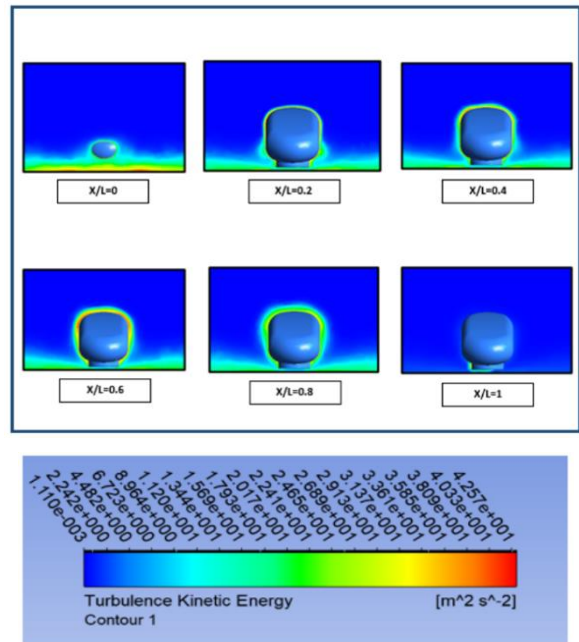 X/L=0
X/L=0.2
X/L=0.4
X/L=0.6
X/L=0.8
X/L=1
1.110e-003
2.242e+000
4.482e+000
6.723e+000
8.964e+000
1.120e+001
1.344e+001
1.569e+001
1.793e+001
2.017e+001
2.241e+001
2.465e+001
2.689e+001
2.913e+001
3.137e+001
3.361e+001
3.585e+001
3.809e+001
4.033e+001
4.257e+001
Turbulence Kinetic Energy [m^2 s^-2]
Contour 1